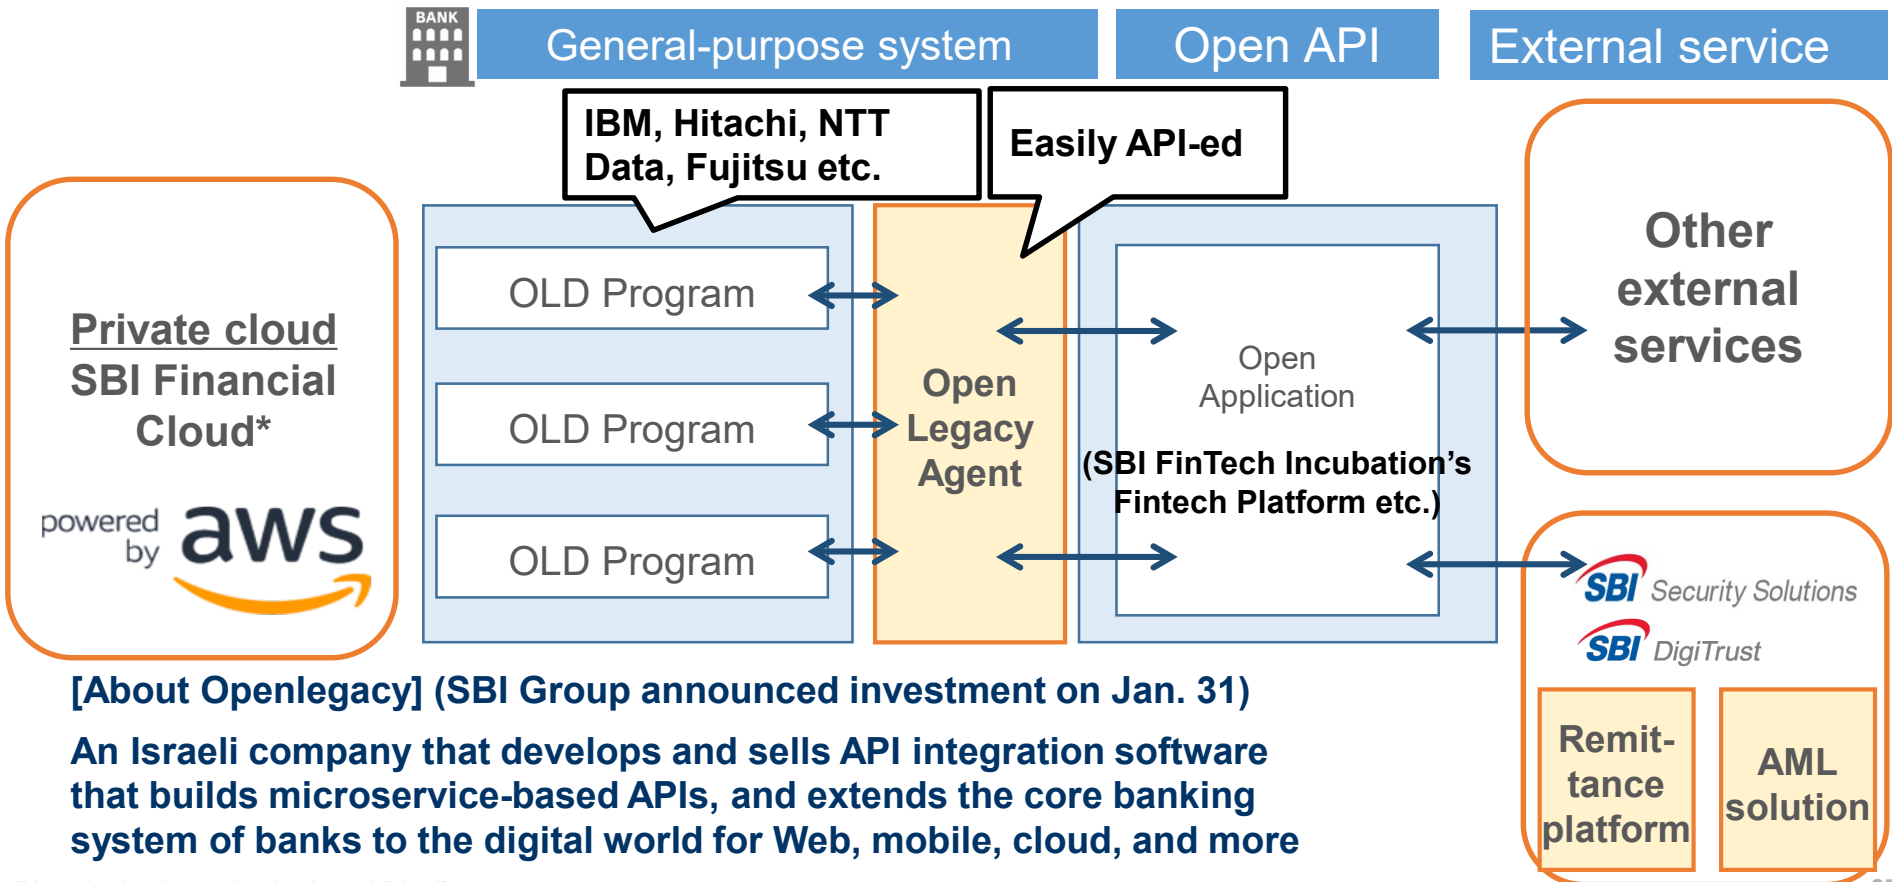 BANK
General-purpose system
Open API
External service
IBM, Hitachi, NTT
Data, Fujitsu etc.
Easily API-ed
Private cloud
SBI Financial
Cloud*
powered
by
aws
OLD Program
OLD Program
OLD Program
Open
Legacy
Agent
Open
Application
(SBI FinTech Incubation's
Fintech Platform etc.)
Other
external
services
SBI Security Solutions
SBI DigiTrust
Remit-
tance
platform
AML
solution
[About Openlegacy] (SBI Group announced investment on Jan. 31)
An Israeli company that develops and sells API integration software
that builds microservice-based APIs, and extends the core banking
system of banks to the digital world for Web, mobile, cloud, and more